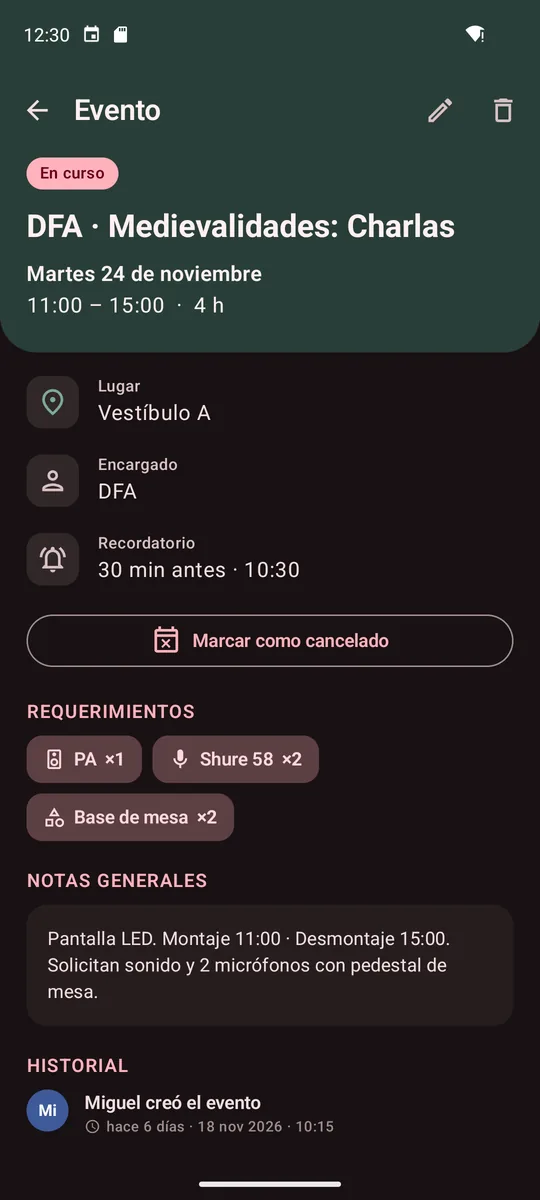 12:30
Evento
En curso
DFA · Medievalidades: Charlas
Martes 24 de noviembre
11:00 – 15:00 · 4 h
Lugar
Vestíbulo A
Encargado
DFA
Recordatorio
30 min antes · 10:30
Marcar como cancelado
REQUERIMIENTOS
PA ×1
Shure 58 ×2
Base de mesa ×2
NOTAS GENERALES
Pantalla LED. Montaje 11:00 · Desmontaje 15:00.
Solicitan sonido y 2 micrófonos con pedestal de
mesa.
HISTORIAL
Mi
Miguel creó el evento
hace 6 días · 18 nov 2026 · 10:15